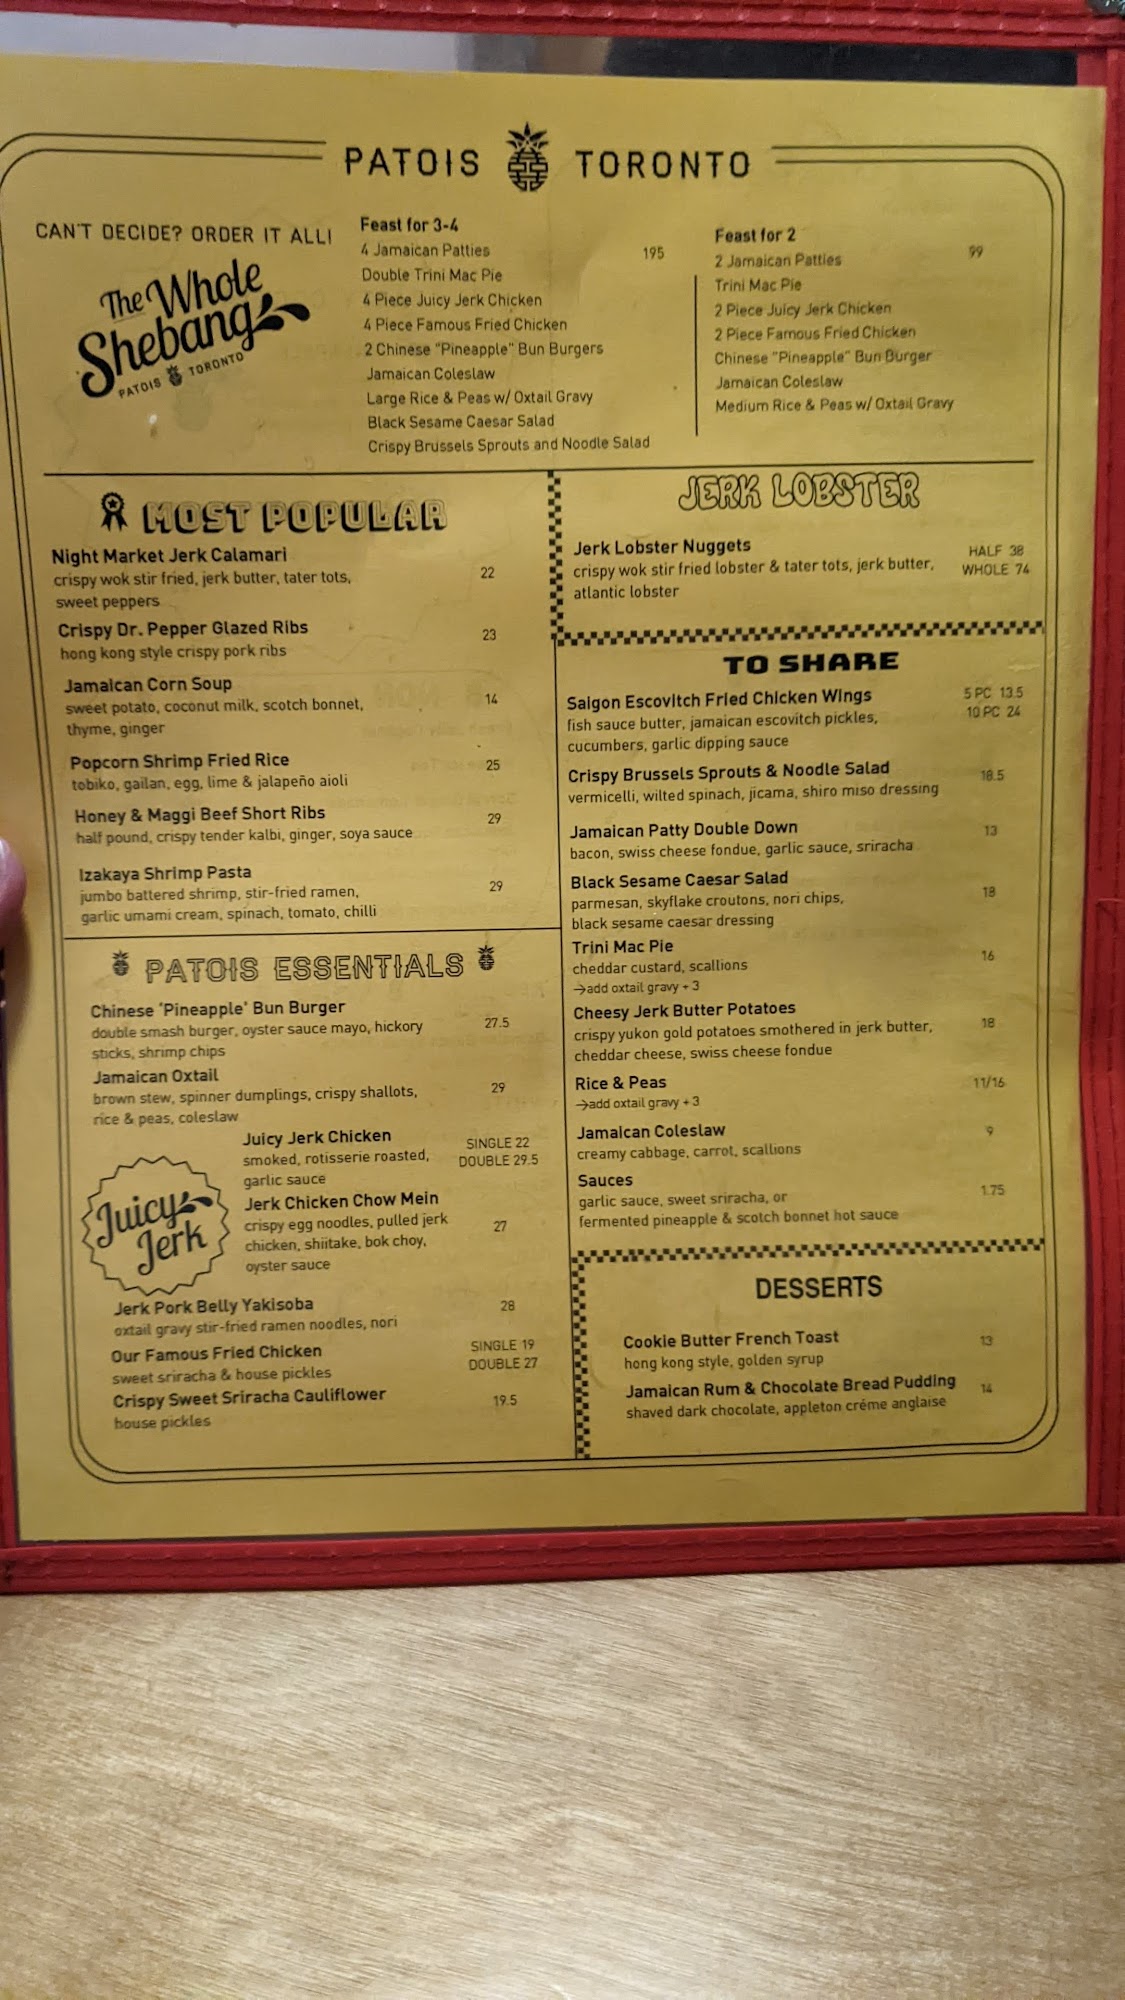 PATOIS TORONTO
CAN'T DECIDE? ORDER IT ALL!
The Whole
Shebang
PATOIS TORONTO
Feast for 3-4
4 Jamaican Patties 195
Double Trini Mac Pie
4 Piece Juicy Jerk Chicken
4 Piece Famous Fried Chicken
2 Chinese "Pineapple" Bun Burgers
Jamaican Coleslaw
Large Rice & Peas w/ Oxtail Gravy
Black Sesame Caesar Salad
Crispy Brussels Sprouts and Noodle Salad
Feast for 2
2 Jamaican Patties 99
Trini Mac Pie
2 Piece Juicy Jerk Chicken
2 Piece Famous Fried Chicken
Chinese "Pineapple" Bun Burger
Jamaican Coleslaw
Medium Rice & Peas w/ Oxtail Gravy
MOST POPULAR
Night Market Jerk Calamari
crispy wok stir fried, jerk butter, tater tots, 22
sweet peppers
Crispy Dr. Pepper Glazed Ribs 23
hong kong style crispy pork ribs
Jamaican Corn Soup
sweet potato, coconut milk, scotch bonnet, 14
thyme, ginger
Popcorn Shrimp Fried Rice 25
tobiko, gailan, egg, lime & jalapeño aioli
Honey & Maggi Beef Short Ribs 29
half pound, crispy tender kalbi, ginger, soya sauce
Izakaya Shrimp Pasta
jumbo battered shrimp, stir-fried ramen, 29
garlic umami cream, spinach, tomato, chilli
PATOIS ESSENTIALS
Chinese 'Pineapple' Bun Burger
double smash burger, oyster sauce mayo, hickory 27.5
sticks, shrimp chips
Jamaican Oxtail
brown stew, spinner dumplings, crispy shallots, 29
rice & peas, coleslaw
Juicy
Jerk
Juicy Jerk Chicken SINGLE 22
smoked, rotisserie roasted, DOUBLE 29.5
garlic sauce
Jerk Chicken Chow Mein
crispy egg noodles, pulled jerk 27
chicken, shiitake, bok choy,
oyster sauce
Jerk Pork Belly Yakisoba 28
oxtail gravy stir-fried ramen noodles, nori
Our Famous Fried Chicken SINGLE 19
sweet sriracha & house pickles DOUBLE 27
Crispy Sweet Sriracha Cauliflower 19.5
house pickles
JERK LOBSTER
Jerk Lobster Nuggets HALF 38
crispy wok stir fried lobster & tater tots, jerk butter, WHOLE 74
atlantic lobster
TO SHARE
Saigon Escovitch Fried Chicken Wings 5 PC 13.5
fish sauce butter, jamaican escovitch pickles, 10 PC 24
cucumbers, garlic dipping sauce
Crispy Brussels Sprouts & Noodle Salad 18.5
vermicelli, wilted spinach, jicama, shiro miso dressing
Jamaican Patty Double Down 13
bacon, swiss cheese fondue, garlic sauce, sriracha
Black Sesame Caesar Salad
parmesan, skyflake croutons, nori chips, 18
black sesame caesar dressing
Trini Mac Pie 16
cheddar custard, scallions
→add oxtail gravy + 3
Cheesy Jerk Butter Potatoes
crispy yukon gold potatoes smothered in jerk butter, 18
cheddar cheese, swiss cheese fondue
Rice & Peas 11/16
→add oxtail gravy + 3
Jamaican Coleslaw 9
creamy cabbage, carrot, scallions
Sauces
garlic sauce, sweet sriracha, or 1.75
fermented pineapple & scotch bonnet hot sauce
DESSERTS
Cookie Butter French Toast 13
hong kong style, golden syrup
Jamaican Rum & Chocolate Bread Pudding 14
shaved dark chocolate, appleton créme anglaise